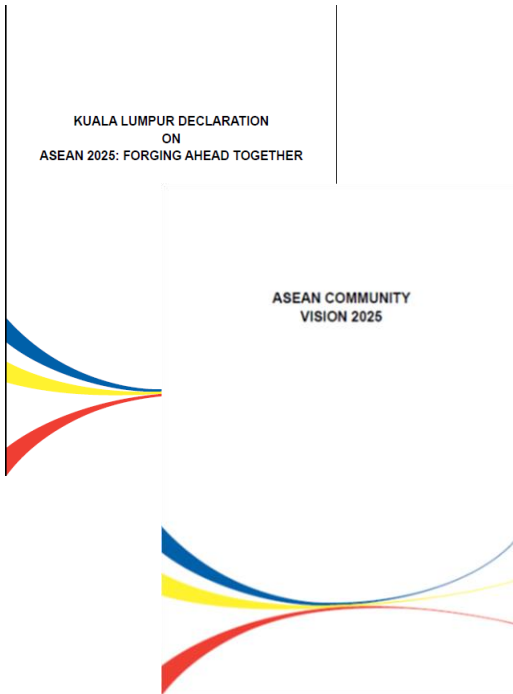 KUALA LUMPUR DECLARATION
ON
ASEAN 2025: FORGING AHEAD TOGETHER
ASEAN COMMUNITY
VISION 2025